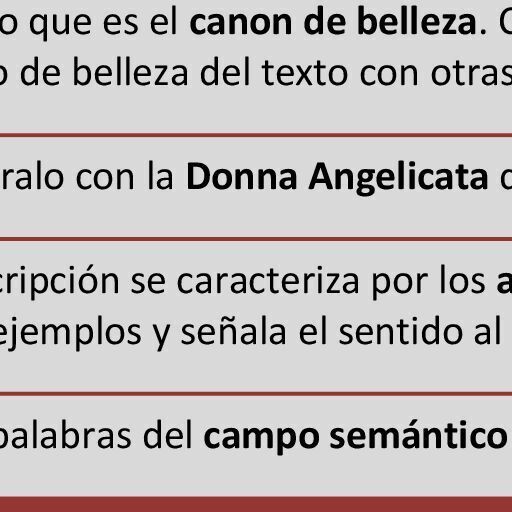 o que es el canon de belleza.
de belleza del texto con otras
ralo con la Donna Angelicata
cripción se caracteriza por los a
ejemplos y señala el sentido al
palabras del campo semántico